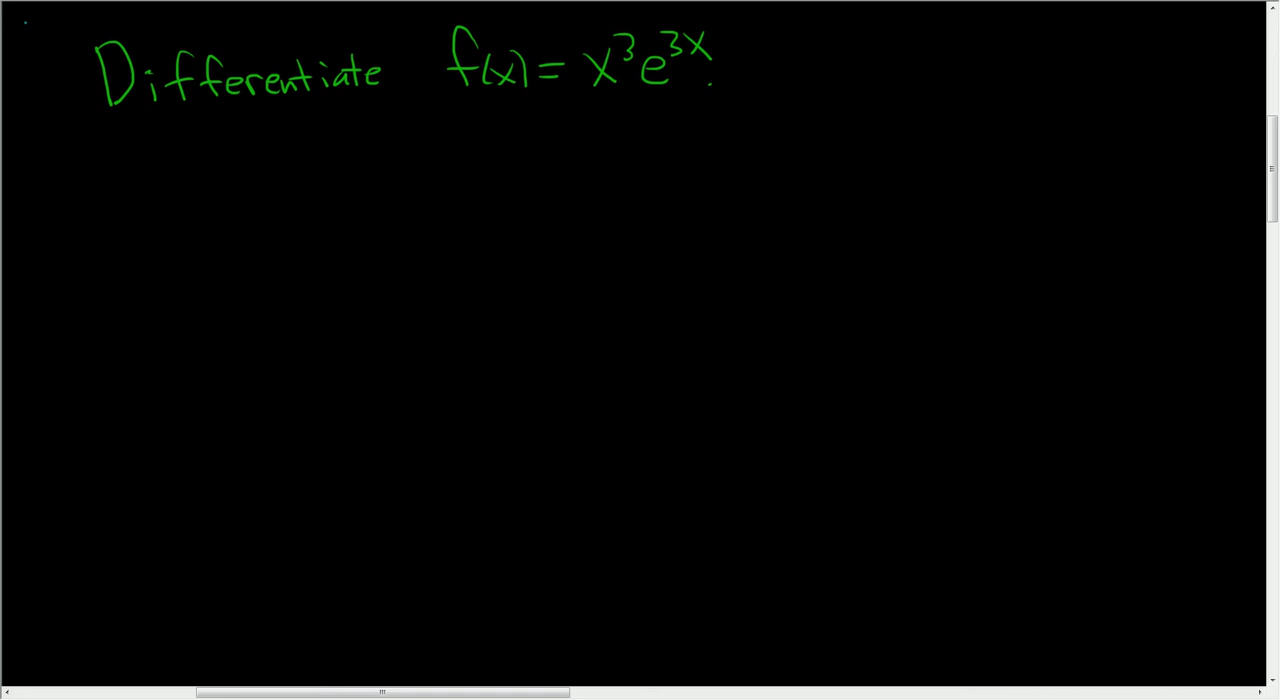 Differentiate f(x) = x³e³ˣ.